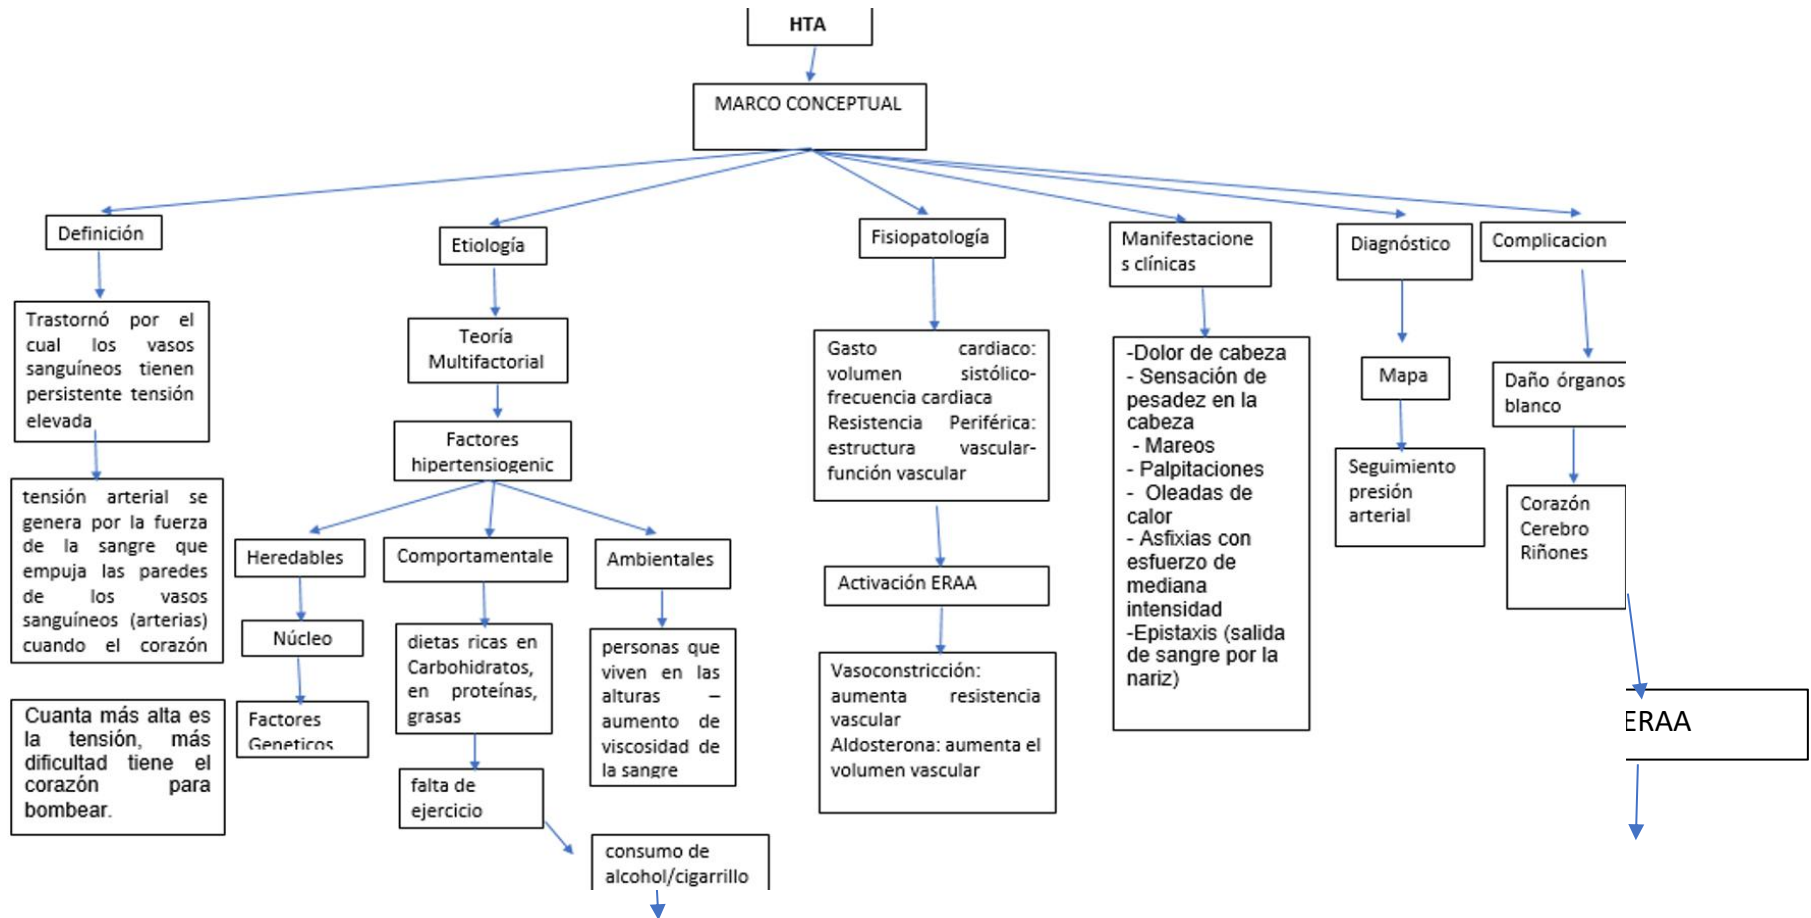 HTA
MARCO CONCEPTUAL
Definición
Trastornó por el
cual los vasos
sanguíneos tienen
persistente tensión
elevada
tensión arterial se
genera por la fuerza
de la sangre que
empuja las paredes
de los vasos
sanguíneos (arterias)
cuando el corazón
Cuanta más alta es
la tensión, más
dificultad tiene el
corazón para
bombear.
Etiología
Teoría
Multifactorial
Factores
hipertensiogenic
Heredables
Núcleo
Factores
Geneticos
Comportamentale
dietas ricas en
Carbohidratos,
en proteínas,
grasas
falta de
ejercicio
consumo de
alcohol/cigarrillo
Ambientales
personas que
viven en las
alturas –
aumento de
viscosidad de
la sangre
Fisiopatología
Gasto cardiaco:
volumen sistólico-
frecuencia cardiaca
Resistencia Periférica:
estructura vascular-
función vascular
Activación ERAA
Vasoconstricción:
aumenta resistencia
vascular
Aldosterona: aumenta el
volumen vascular
Manifestacione
s clínicas
-Dolor de cabeza
- Sensación de
pesadez en la
cabeza
- Mareos
- Palpitaciones
- Oleadas de
calor
- Asfixias con
esfuerzo de
mediana
intensidad
-Epistaxis (salida
de sangre por la
nariz)
Diagnóstico
Mapa
Seguimiento
presión
arterial
Complicacion
Daño órganos
blanco
Corazón
Cerebro
Riñones
ERAA